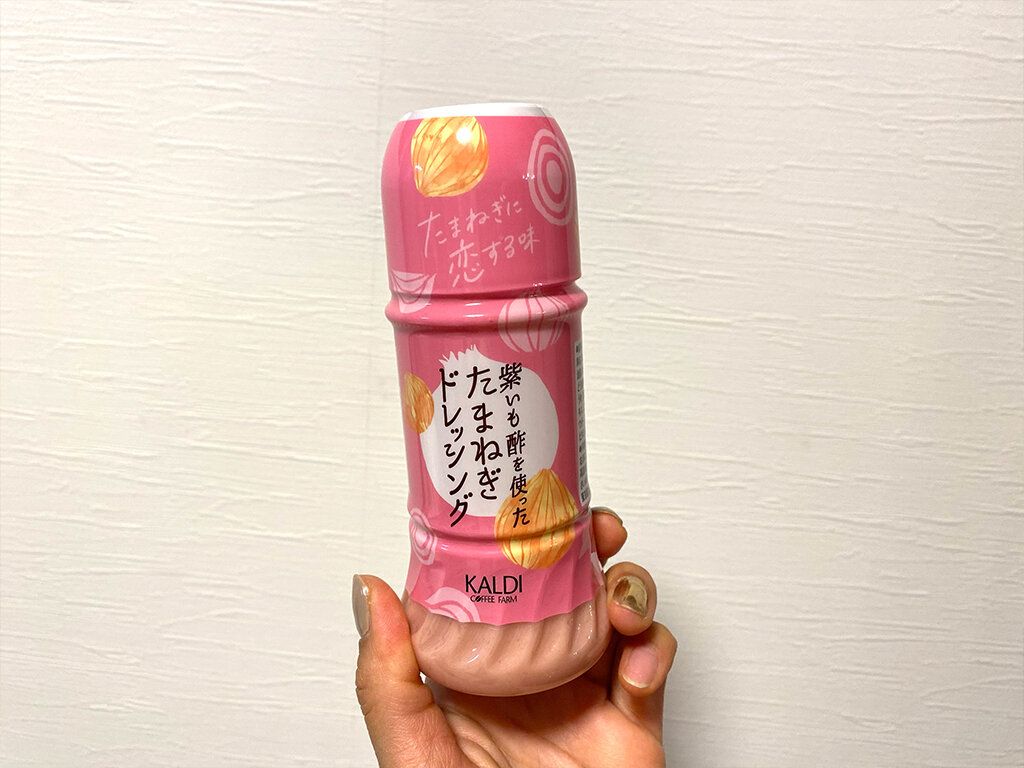 たまねぎに
恋する味
紫いも酢を使った
たまねぎ
ドレッシング
KALDI
COFFEE FARM